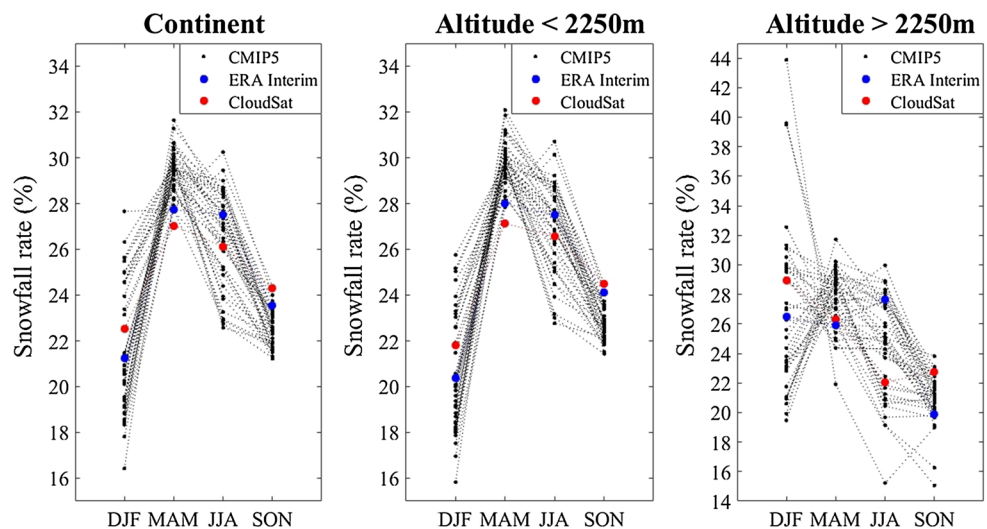 Continent
Altitude < 2250m
Altitude > 2250m
Snowfall rate (%)
34
32
30
28
26
24
22
20
18
16
DJF MAM JJA SON
CMIP5
ERA Interim
CloudSat
Snowfall rate (%)
34
32
30
28
26
24
22
20
18
16
DJF MAM JJA SON
CMIP5
ERA Interim
CloudSat
Snowfall rate (%)
44
42
40
38
36
34
32
30
28
26
24
22
20
18
16
14
DJF MAM JJA SON
CMIP5
ERA Interim
CloudSat